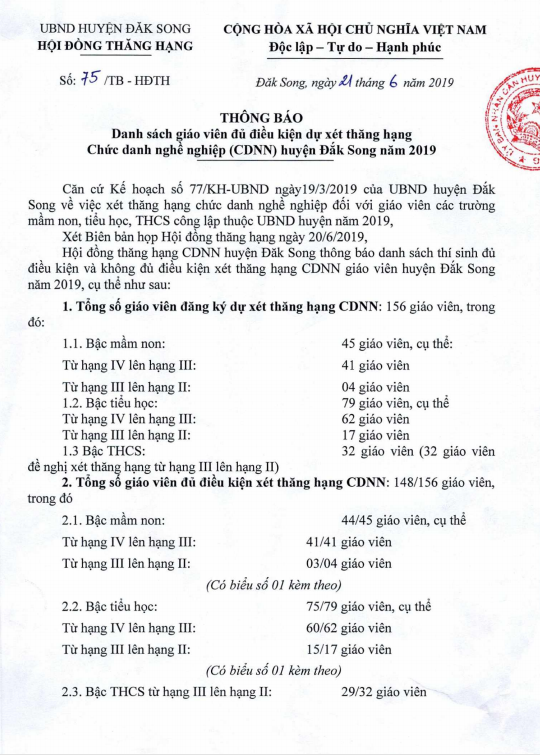 UBND HUYỆN ĐĂK SONG
HỘI ĐỒNG THĂNG HẠNG
CỘNG HÒA XÃ HỘI CHỦ NGHĨA VIỆT NAM
Độc lập – Tự do – Hạnh phúc
Số: 75 /TB - HĐTH
Đăk Song, ngày 21 tháng 6 năm 2019
THÔNG BÁO
Danh sách giáo viên đủ điều kiện dự xét thăng hạng
Chức danh nghề nghiệp (CDNN) huyện Đắk Song năm 2019
Căn cứ Kế hoạch số 77/KH-UBND ngày19/3/2019 của UBND huyện Đắk
Song về việc xét thăng hạng chức danh nghề nghiệp đối với giáo viên các trường
mầm non, tiểu học, THCS công lập thuộc UBND huyện năm 2019,
Xét Biên bản họp Hội đồng thăng hạng ngày 20/6/2019,
Hội đồng thăng hạng CDNN huyện Đăk Song thông báo danh sách thí sinh đủ
điều kiện và không đủ điều kiện xét thăng hạng CDNN giáo viên huyện Đắk Song
năm 2019, cụ thể như sau:
1. Tổng số giáo viên đăng ký dự xét thăng hạng CDNN: 156 giáo viên, trong
đó:
1.1. Bậc mầm non: 45 giáo viên, cụ thể:
Từ hạng IV lên hạng III: 41 giáo viên
Từ hạng III lên hạng II: 04 giáo viên
1.2. Bậc tiểu học: 79 giáo viên, cụ thể
Từ hạng IV lên hạng III: 62 giáo viên
Từ hạng III lên hạng II: 17 giáo viên
1.3 Bậc THCS: 32 giáo viên (32 giáo viên
đề nghị xét thăng hạng từ hạng III lên hạng II)
2. Tổng số giáo viên đủ điều kiện xét thăng hạng CDNN: 148/156 giáo viên,
trong đó
2.1. Bậc mầm non: 44/45 giáo viên, cụ thể
Từ hạng IV lên hạng III: 41/41 giáo viên
Từ hạng III lên hạng II: 03/04 giáo viên
(Có biểu số 01 kèm theo)
2.2. Bậc tiểu học: 75/79 giáo viên, cụ thể
Từ hạng IV lên hạng III: 60/62 giáo viên
Từ hạng III lên hạng II: 15/17 giáo viên
(Có biểu số 01 kèm theo)
2.3. Bậc THCS từ hạng III lên hạng II: 29/32 giáo viên